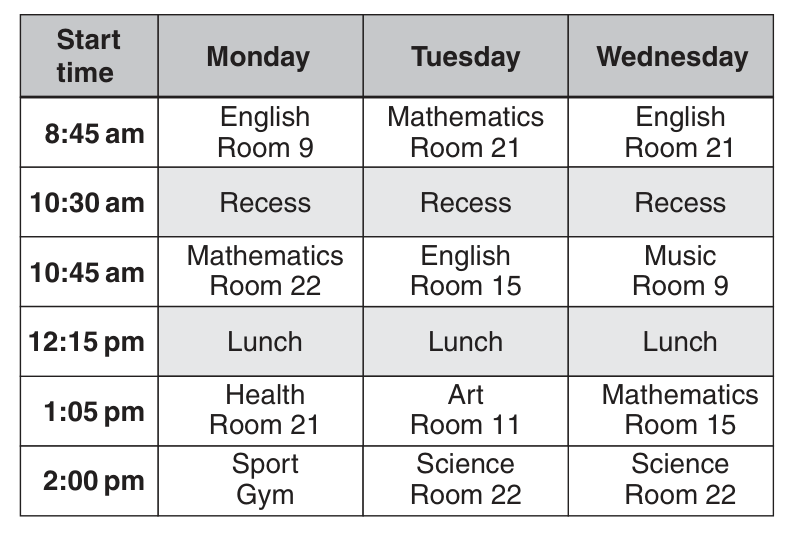 Start time Monday Tuesday Wednesday
8:45 am English Room 9 Mathematics Room 21 English Room 21
10:30 am Recess Recess Recess
10:45 am Mathematics Room 22 English Room 15 Music Room 9
12:15 pm Lunch Lunch Lunch
1:05 pm Health Room 21 Art Room 11 Mathematics Room 15
2:00 pm Sport Gym Science Room 22 Science Room 22